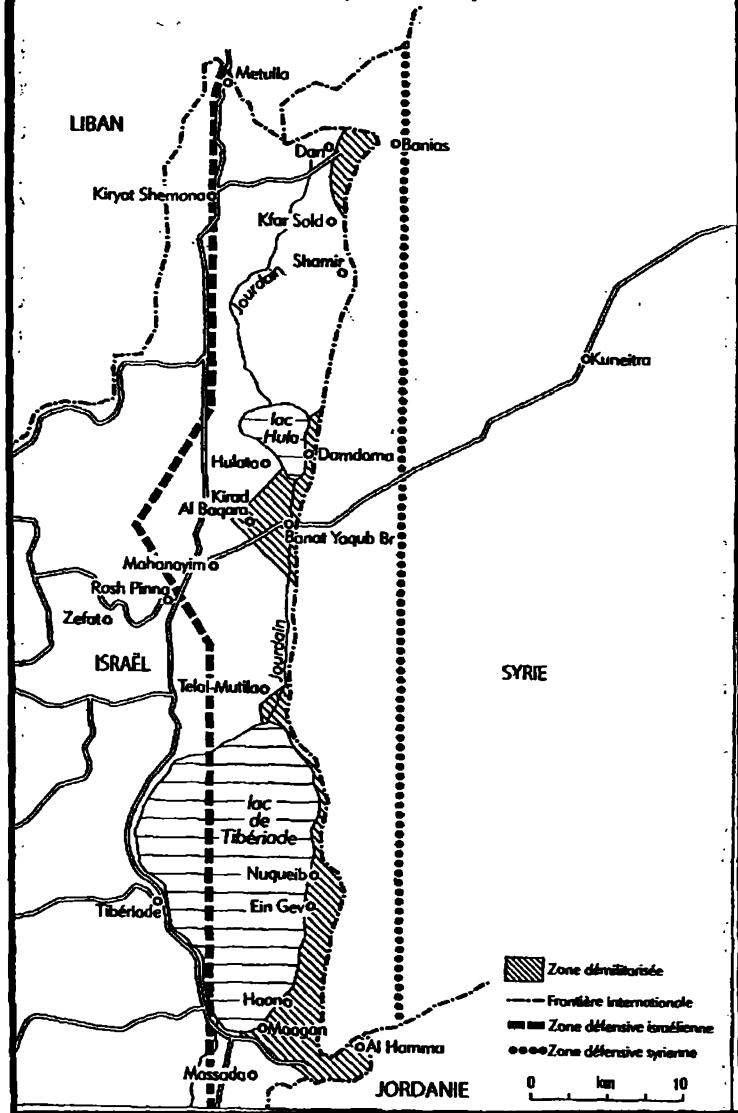 Metulla
LIBAN
Dan
Banias
Kiryat Shemona
Kfar Sold
Shamir
Jourdain
Kuneitra
lac
Hula
Damdama
Hulata
Kirad
Al Baqara
Banat Yaqub Br
Mahanayim
Rosh Pinna
Zefat
ISRAËL
Jourdain
SYRIE
Telal-Mutilao
lac
de
Tibériade
Nuqueib
Tibériade
Ein Gev
Haon
Maagan
Al Hamma
Massada
JORDANIE
Zone démilitarisée
Frontière internationale
Zone défensive israélienne
Zone défensive syrienne
0 km 10